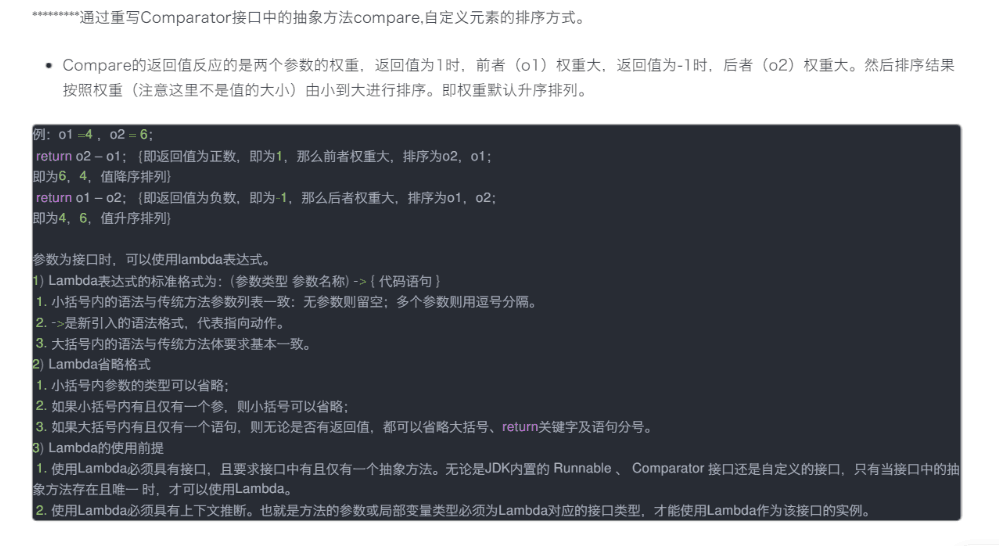 *********通过重写Comparator接口中的抽象方法compare,自定义元素的排序方式。
• Compare的返回值反应的是两个参数的权重，返回值为1时，前者（o1）权重大，返回值为-1时，后者（o2）权重大。然后排序结果
按照权重（注意这里不是值的大小）由小到大进行排序。即权重默认升序排列。
例：o1 =4 ，o2 = 6；
return o2 – o1； {即返回值为正数，即为1，那么前者权重大，排序为o2，o1；
即为6，4，值降序排列}
return o1 – o2； {即返回值为负数，即为-1，那么后者权重大，排序为o1，o2；
即为4，6，值升序排列}
参数为接口时，可以使用lambda表达式。
1) Lambda表达式的标准格式为：(参数类型 参数名称) -> { 代码语句 }
1. 小括号内的语法与传统方法参数列表一致：无参数则留空；多个参数则用逗号分隔。
2. ->是新引入的语法格式，代表指向动作。
3. 大括号内的语法与传统方法体要求基本一致。
2) Lambda省略格式
1. 小括号内参数的类型可以省略；
2. 如果小括号内有且仅有一个参，则小括号可以省略；
3. 如果大括号内有且仅有一个语句，则无论是否有返回值，都可以省略大括号、return关键字及语句分号。
3) Lambda的使用前提
1. 使用Lambda必须具有接口，且要求接口中有且仅有一个抽象方法。无论是JDK内置的 Runnable 、 Comparator 接口还是自定义的接口，只有当接口中的抽
象方法存在且唯一 时，才可以使用Lambda。
2. 使用Lambda必须具有上下文推断。也就是方法的参数或局部变量类型必须为Lambda对应的接口类型，才能使用Lambda作为该接口的实例。